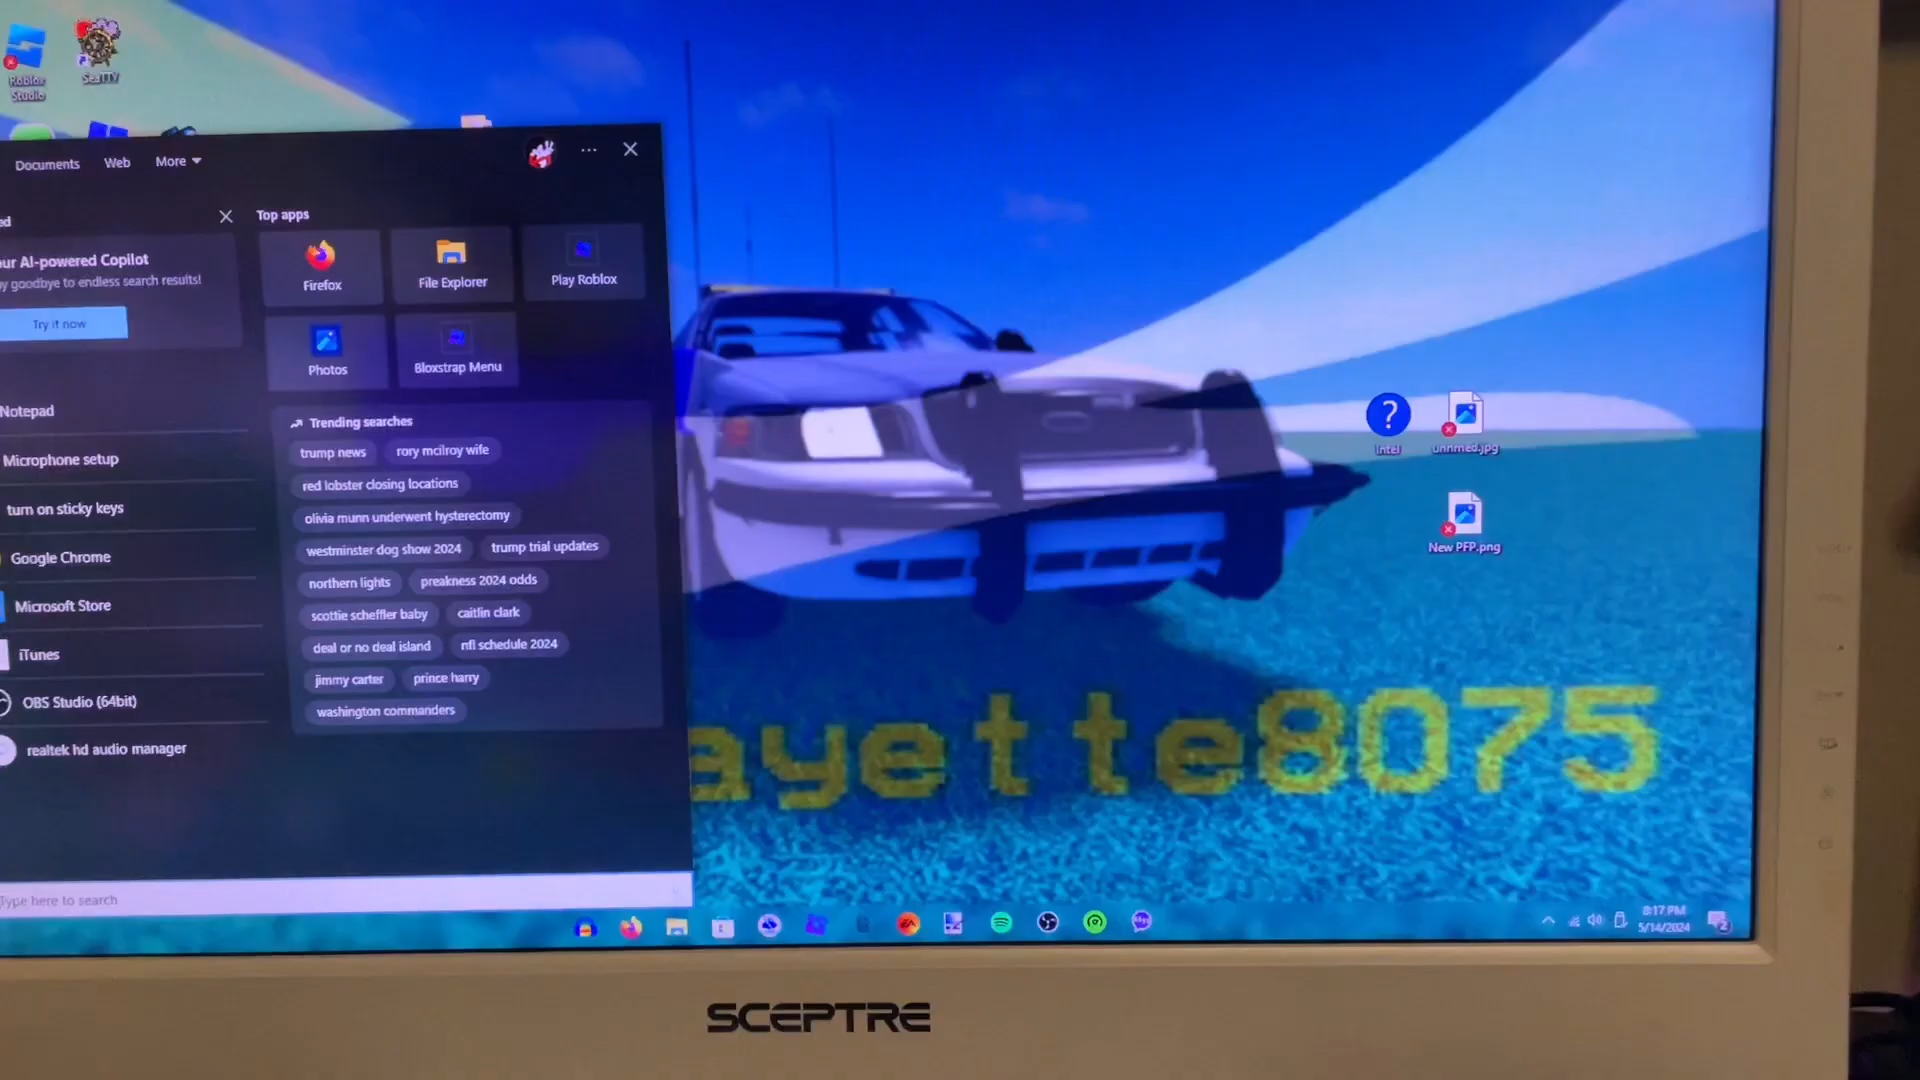 Roblox
Studio
SeaTTY
Documents
Web
More
ed
ur AI-powered Copilot
y goodbye to endless search results!
Try it now
Notepad
Microphone setup
turn on sticky keys
Google Chrome
Microsoft Store
iTunes
OBS Studio (64bit)
realtek hd audio manager
Top apps
Firefox
File Explorer
Play Roblox
Photos
Bloxstrap Menu
Trending searches
trump news
rory mcilroy wife
red lobster closing locations
olivia munn underwent hysterectomy
westminster dog show 2024
trump trial updates
northern lights
preakness 2024 odds
scottie scheffler baby
caitlin clark
deal or no deal island
nfl schedule 2024
jimmy carter
prince harry
washington commanders
Type here to search
Intel
unnmed.jpg
New PFP.png
ayette8075
8:17 PM
5/14/2024
2
SCEPTRE